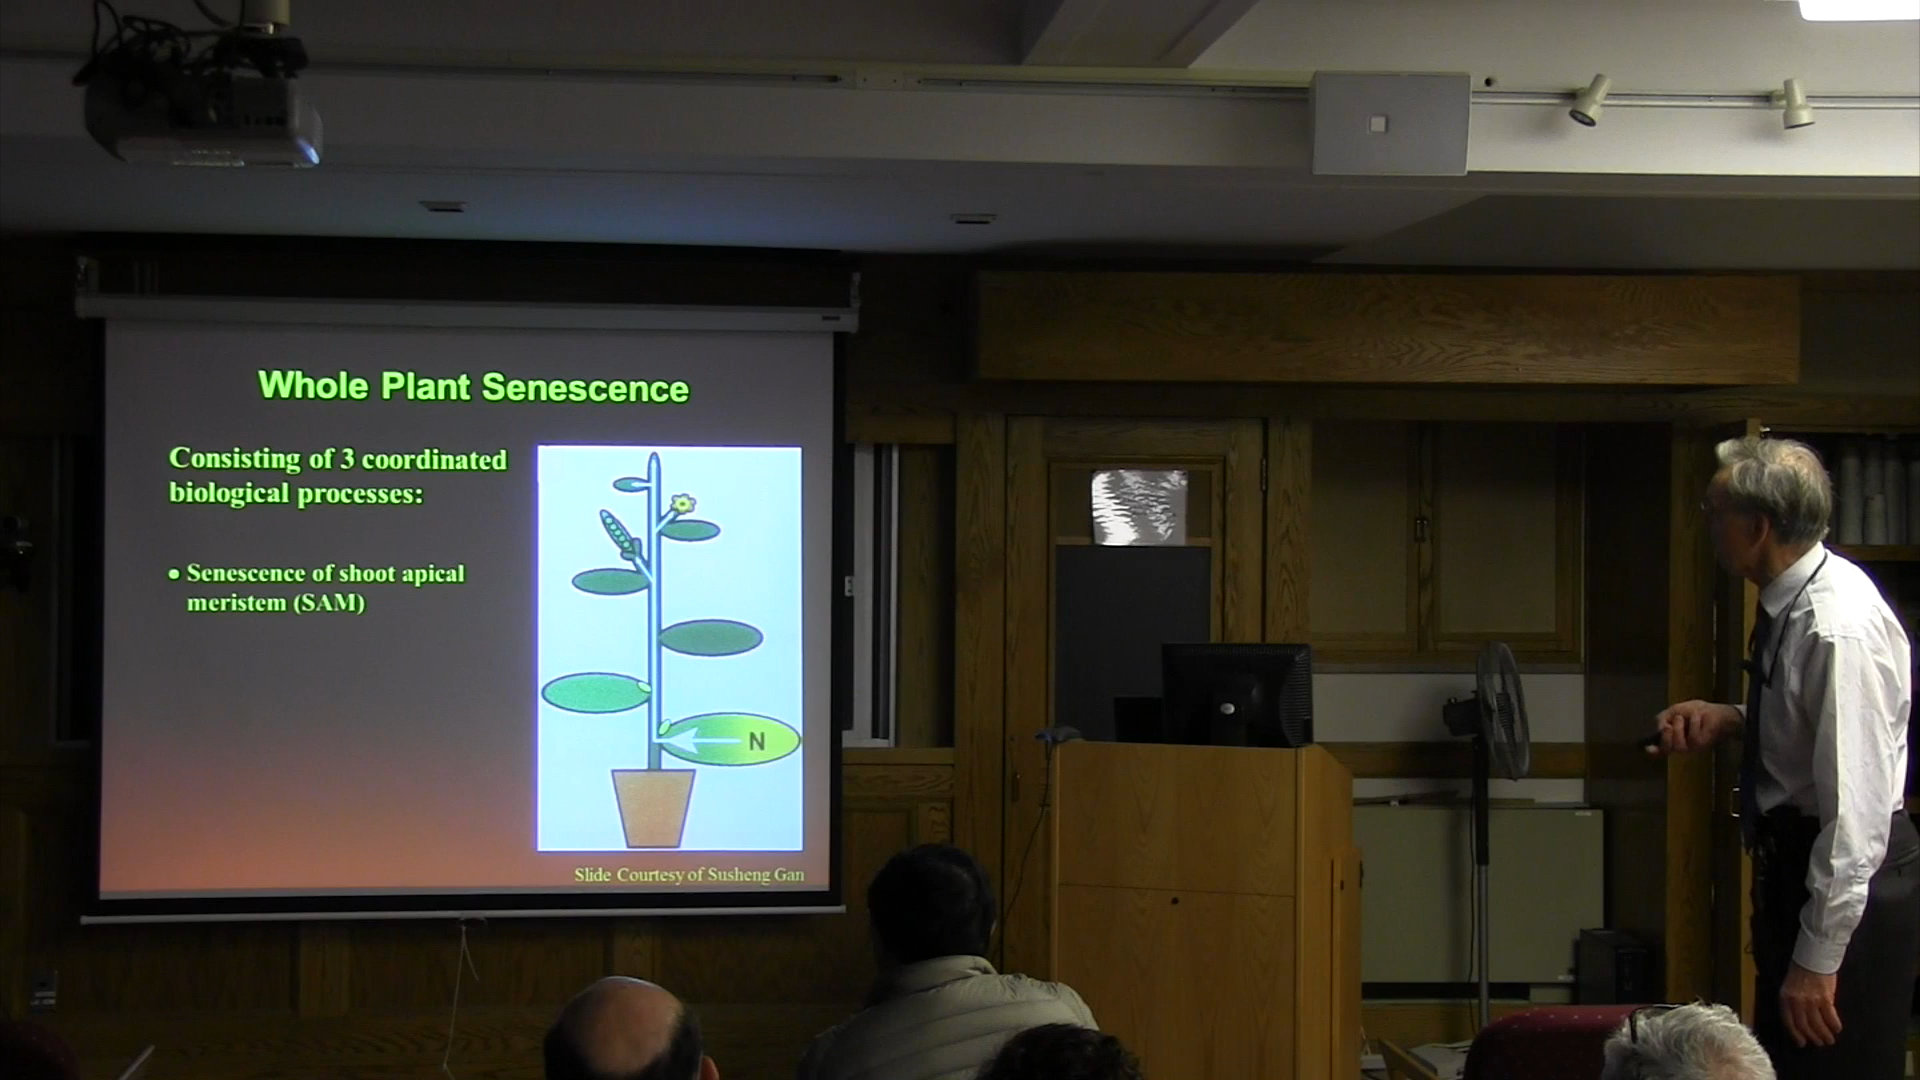 Whole Plant Senescence
Consisting of 3 coordinated
biological processes:
• Senescence of shoot apical
meristem (SAM)
N
Slide Courtesy of Susheng Gan